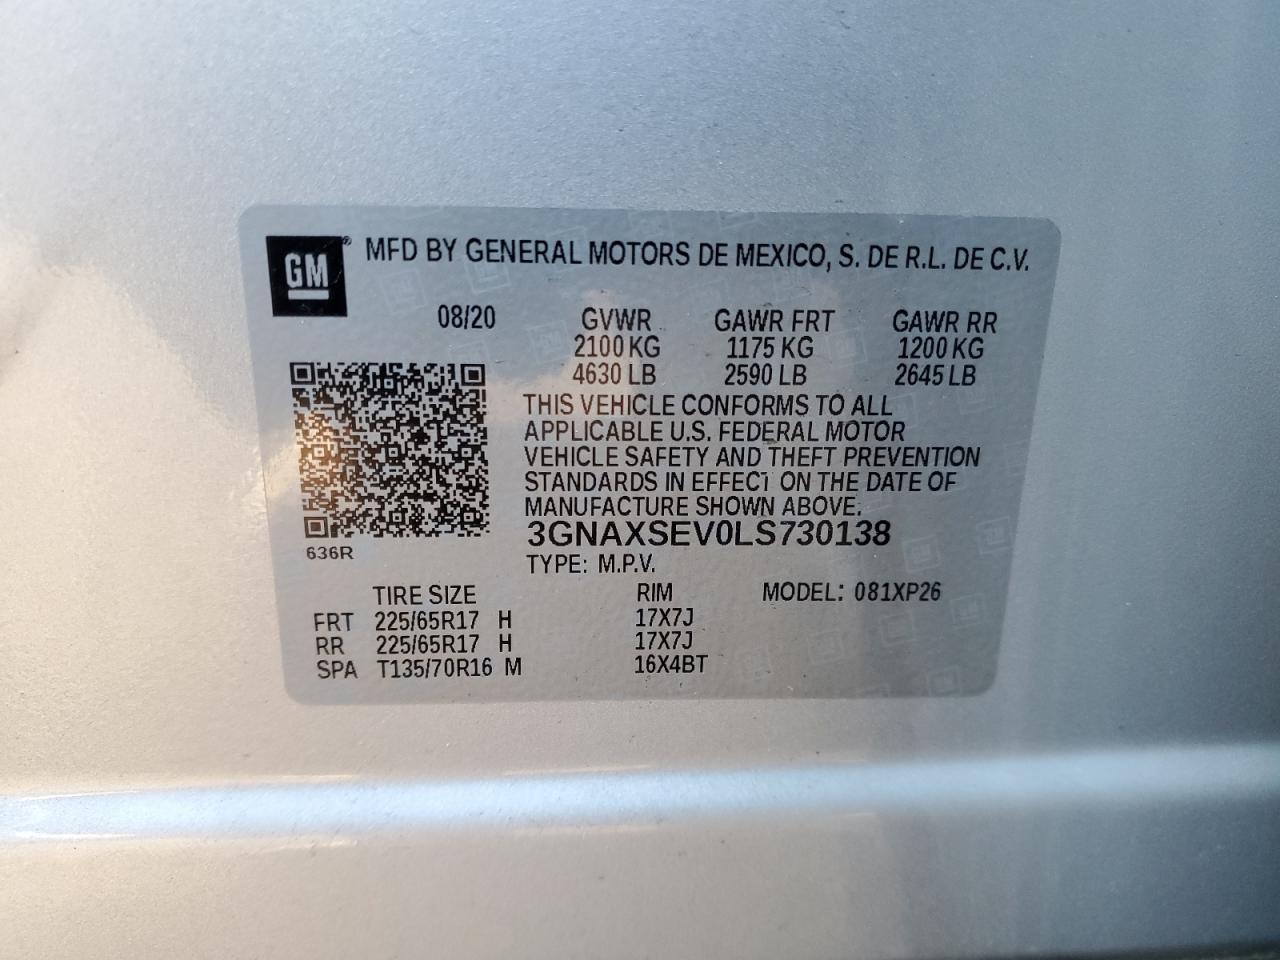 GM® MFD BY GENERAL MOTORS DE MEXICO, S. DE R.L. DE C.V.
08/20 GVWR GAWR FRT GAWR RR
2100 KG 1175 KG 1200 KG
4630 LB 2590 LB 2645 LB
THIS VEHICLE CONFORMS TO ALL
APPLICABLE U.S. FEDERAL MOTOR
VEHICLE SAFETY AND THEFT PREVENTION
STANDARDS IN EFFECT ON THE DATE OF
MANUFACTURE SHOWN ABOVE.
3GNAXSEV0LS730138
636R
TYPE: M.P.V.
TIRE SIZE RIM MODEL: 081XP26
FRT 225/65R17 H 17X7J
RR 225/65R17 H 17X7J
SPA T135/70R16 M 16X4BT